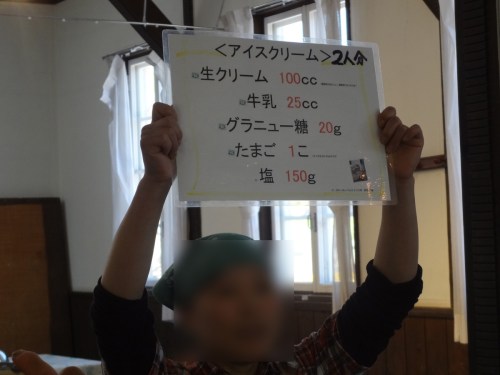 <アイスクリーム>2人分
生クリーム 100cc
牛乳 25cc
グラニュー糖 20g
たまご 1こ
塩 150g